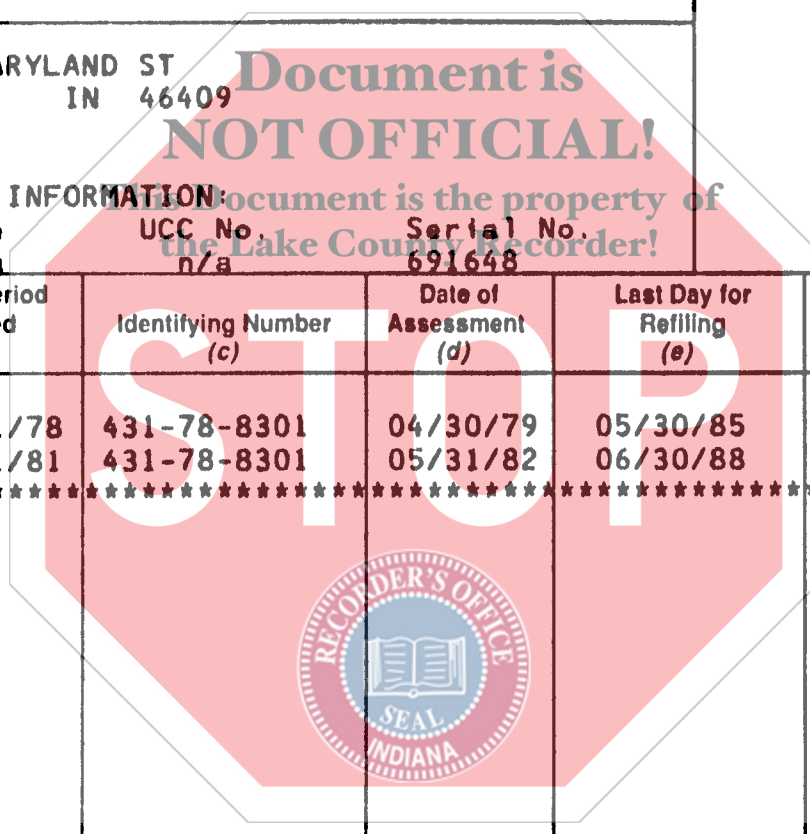 ARYLAND ST
IN 46409
Document is
NOT OFFICIAL!
INFORMATION:
This Document is the property of
the Lake County Recorder!
UCC No. Serial No.
n/a 691648
eriod
ed
Identifying Number
(c)
Date of
Assessment
(d)
Last Day for
Refiling
(e)
/78 431-78-8301 04/30/79 05/30/85
/81 431-78-8301 05/31/82 06/30/88
STOP
RECORDER'S OFFICE
SEAL
INDIANA